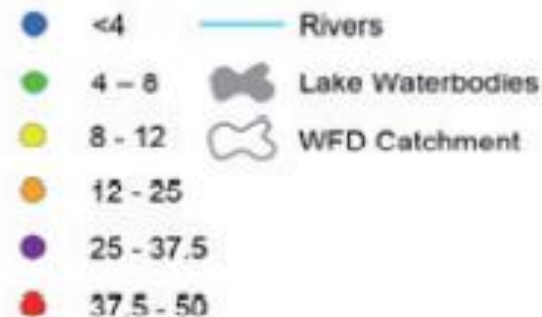 <4 Rivers
4 – 8 Lake Waterbodies
8 - 12 WFD Catchment
12 - 25
25 - 37.5
37.5 - 50